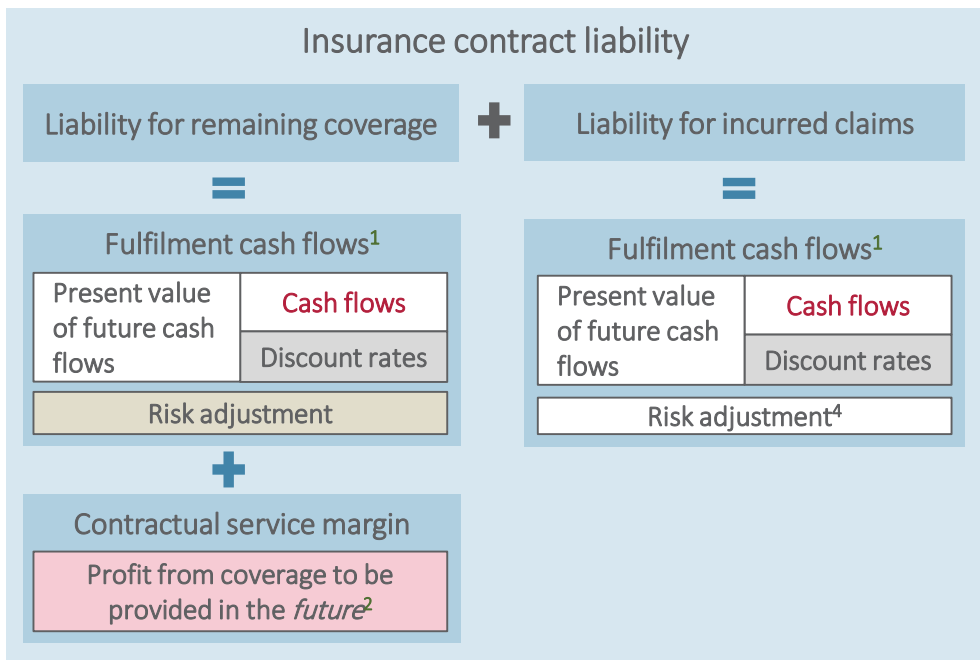 Insurance contract liability
Liability for remaining coverage
+
Liability for incurred claims
=
=
Fulfilment cash flows¹
Present value
of future cash
flows
Cash flows
Discount rates
Risk adjustment
Fulfilment cash flows¹
Present value
of future cash
flows
Cash flows
Discount rates
Risk adjustment⁴
+
Contractual service margin
Profit from coverage to be
provided in the future²